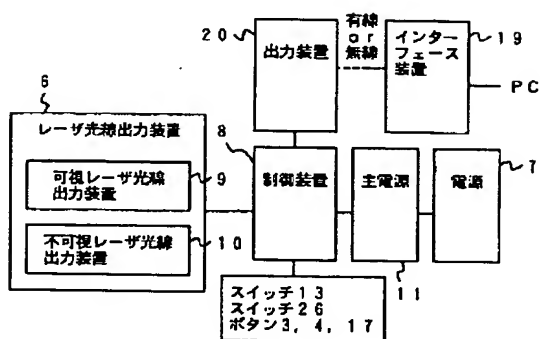 有線
or
無線
20
出力装置
インター
フェース
装置
19
PC
6
レーザ光線出力装置
8
可視レーザ光線
出力装置
9
不可視レーザ光線
出力装置
10
制御装置
主電源
11
電源
7
スイッチ13
スイッチ26
ボタン3, 4, 17